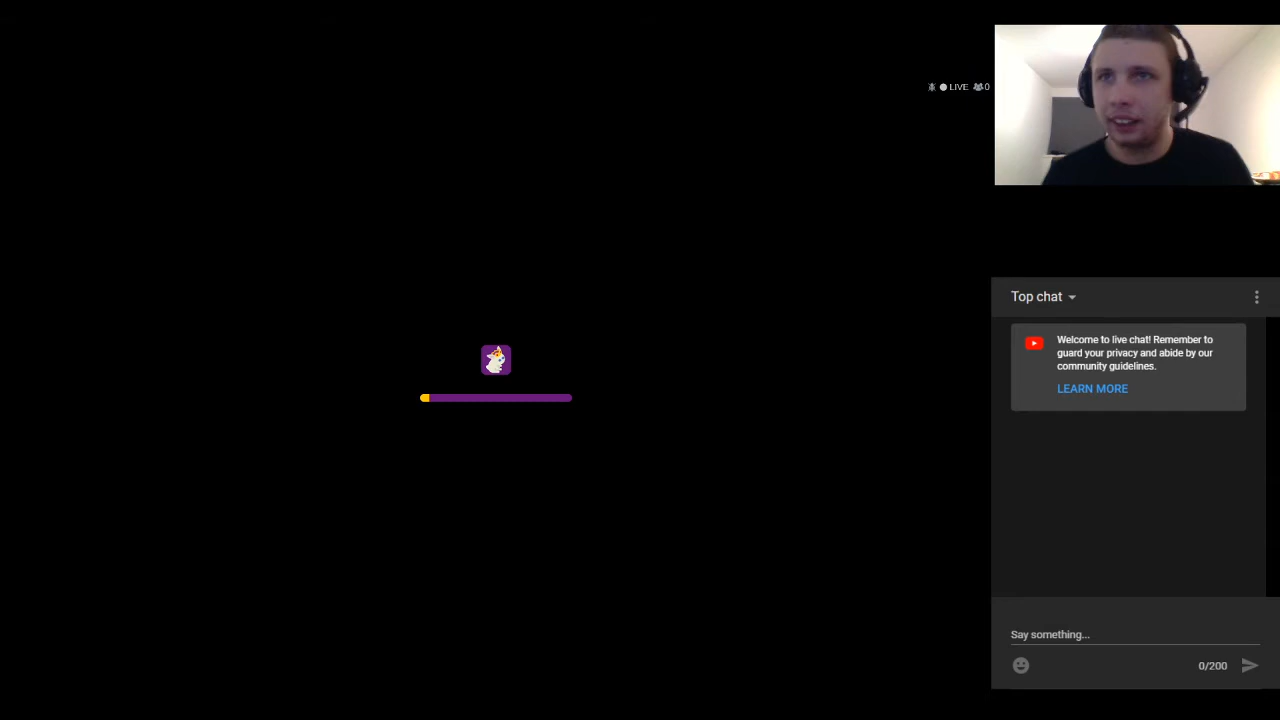 LIVE 0
Top chat
Welcome to live chat! Remember to
guard your privacy and abide by our
community guidelines.
LEARN MORE
Say something...
0/200